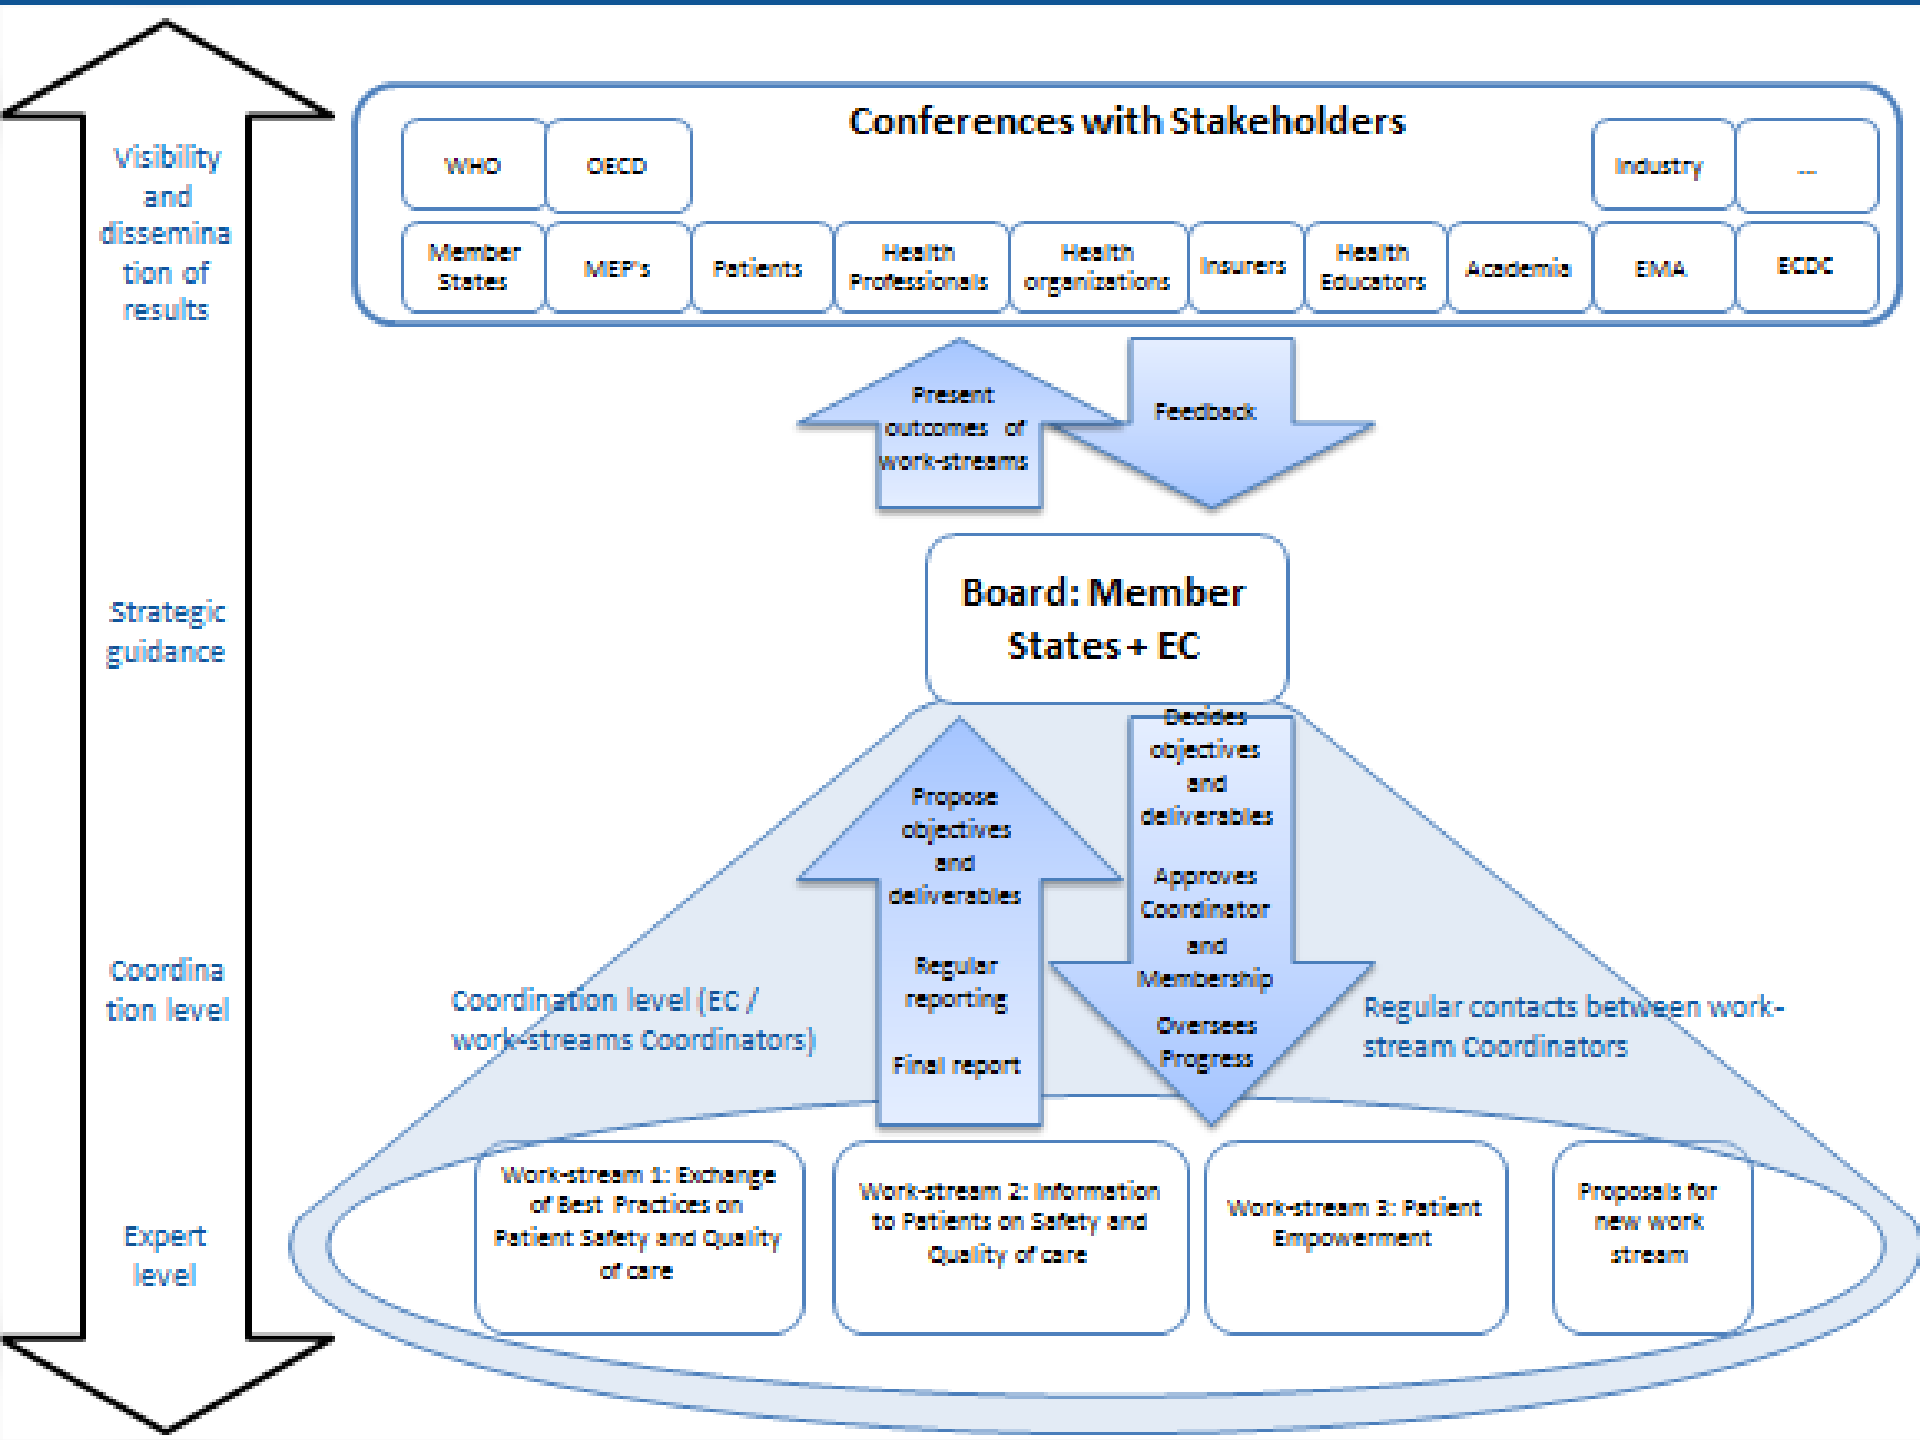 Visibility
and
dissemina
tion of
results
Strategic
guidance
Coordina
tion level
Expert
level
Conferences with Stakeholders
WHO
OECD
Industry
...
Member
States
MEP's
Patients
Health
Professionals
Health
organizations
Insurers
Health
Educators
Academia
EMA
ECDC
Present
outcomes of
work-streams
Feedback
Board: Member
States + EC
Propose
objectives
and
deliverables
Regular
reporting
Final report
Decides
objectives
and
deliverables
Approves
Coordinator
and
Membership
Oversees
Progress
Coordination level (EC /
work-streams Coordinators)
Regular contacts between work-
stream Coordinators
Work-stream 1: Exchange
of Best Practices on
Patient Safety and Quality
of care
Work-stream 2: Information
to Patients on Safety and
Quality of care
Work-stream 3: Patient
Empowerment
Proposals for
new work
stream